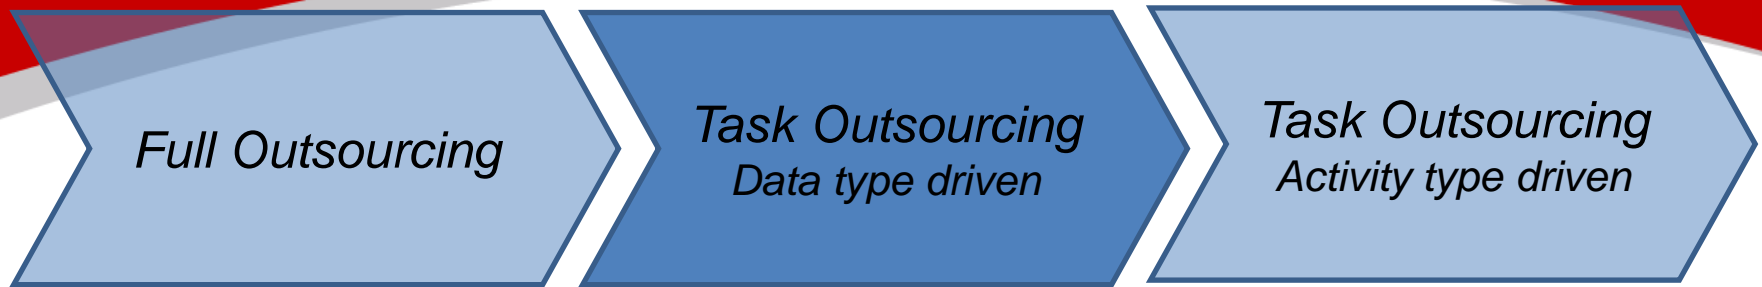 Full Outsourcing
Task Outsourcing
Data type driven
Task Outsourcing
Activity type driven